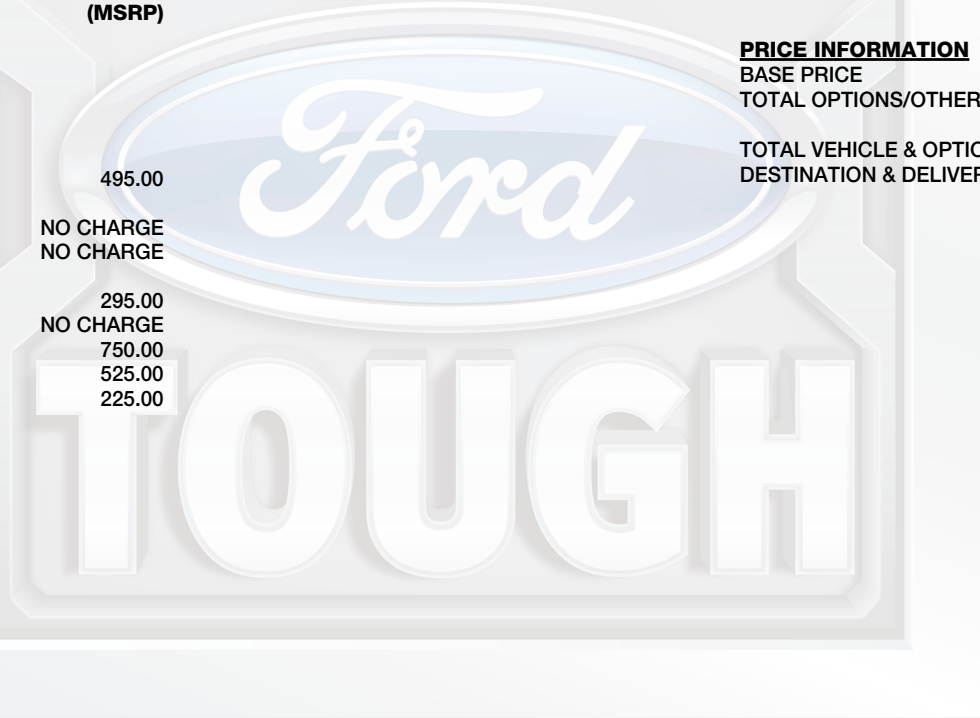 (MSRP)
495.00
NO CHARGE
NO CHARGE
295.00
NO CHARGE
750.00
525.00
225.00
PRICE INFORMATION
BASE PRICE
TOTAL OPTIONS/OTHER
TOTAL VEHICLE & OPTIO
DESTINATION & DELIVER
Ford
TOUGH